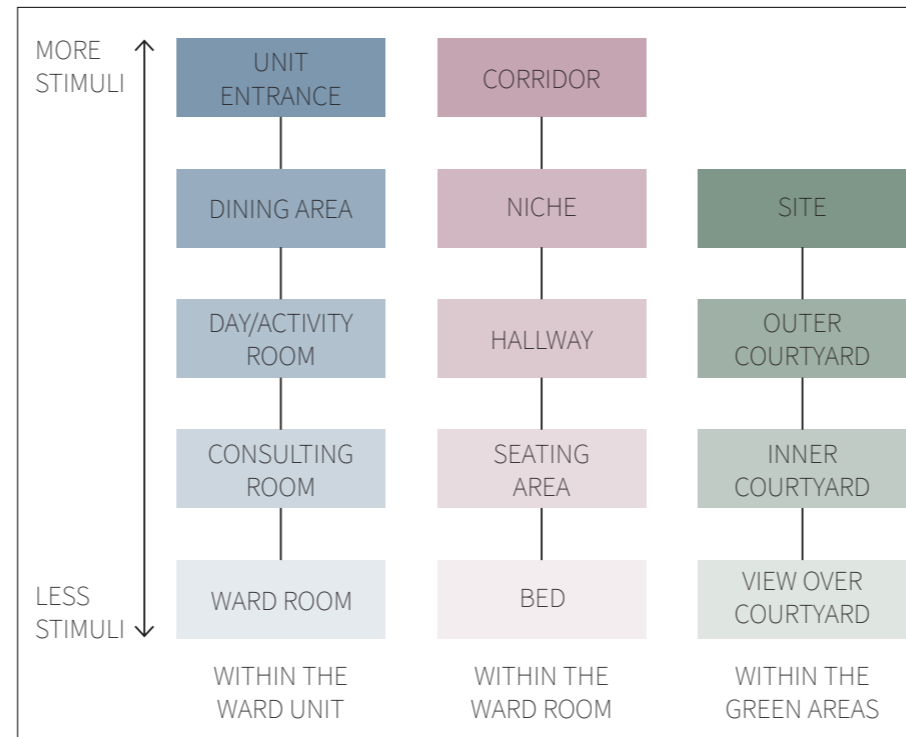 MORE
STIMULI
UNIT
ENTRANCE
DINING AREA
DAY/ACTIVITY
ROOM
CONSULTING
ROOM
LESS
STIMULI
WARD ROOM
WITHIN THE
WARD UNIT
CORRIDOR
NICHE
HALLWAY
SEATING
AREA
BED
WITHIN THE
WARD ROOM
SITE
OUTER
COURTYARD
INNER
COURTYARD
VIEW OVER
COURTYARD
WITHIN THE
GREEN AREAS